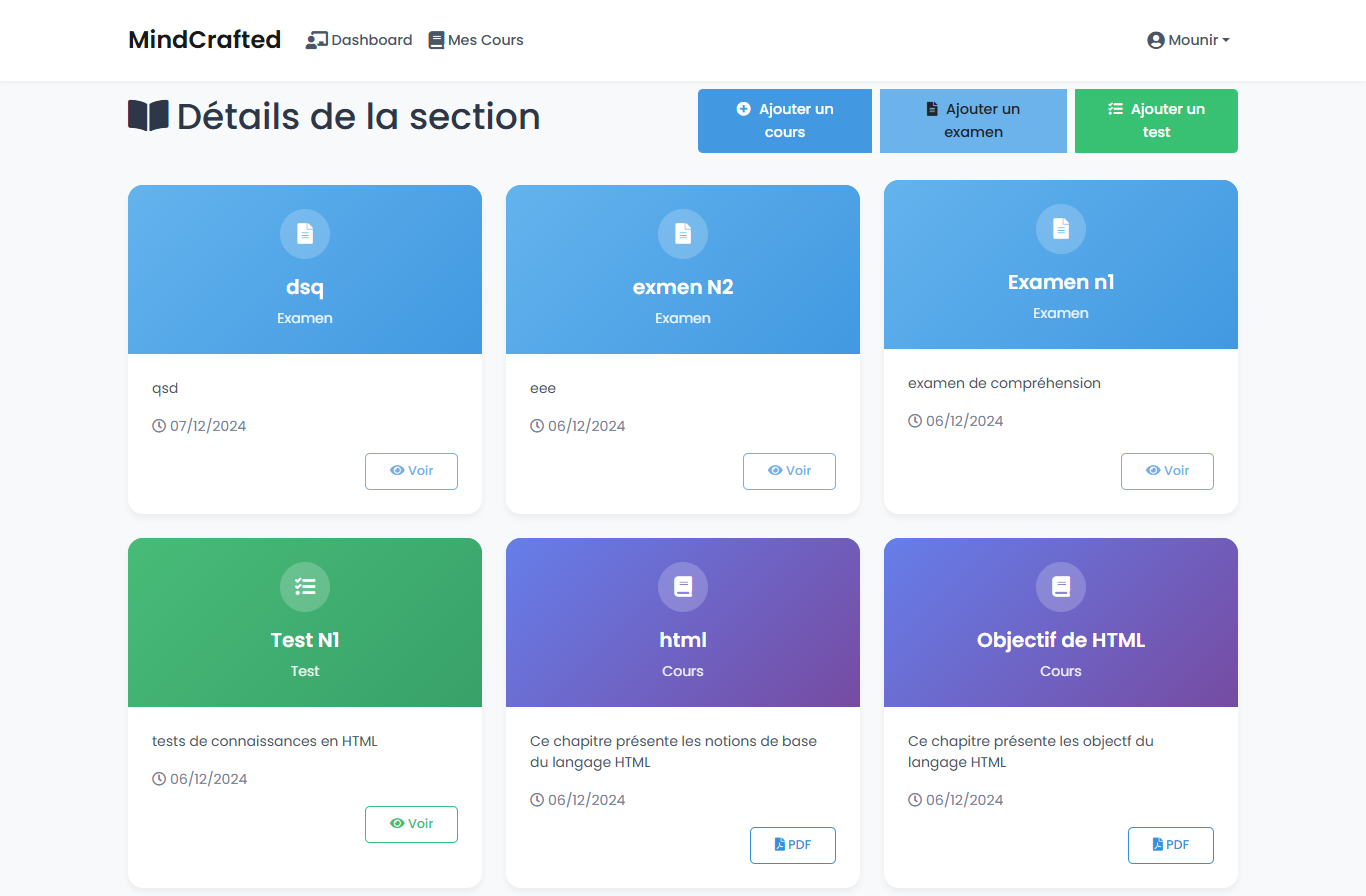 MindCrafted Dashboard Mes Cours Mounir
Détails de la section
Ajouter un
cours
Ajouter un
examen
Ajouter un
test
dsq
Examen
qsd
07/12/2024
Voir
exmen N2
Examen
eee
06/12/2024
Voir
Examen n1
Examen
examen de compréhension
06/12/2024
Voir
Test N1
Test
tests de connaissances en HTML
06/12/2024
Voir
html
Cours
Ce chapitre présente les notions de base
du langage HTML
06/12/2024
PDF
Objectif de HTML
Cours
Ce chapitre présente les objectf du
langage HTML
06/12/2024
PDF